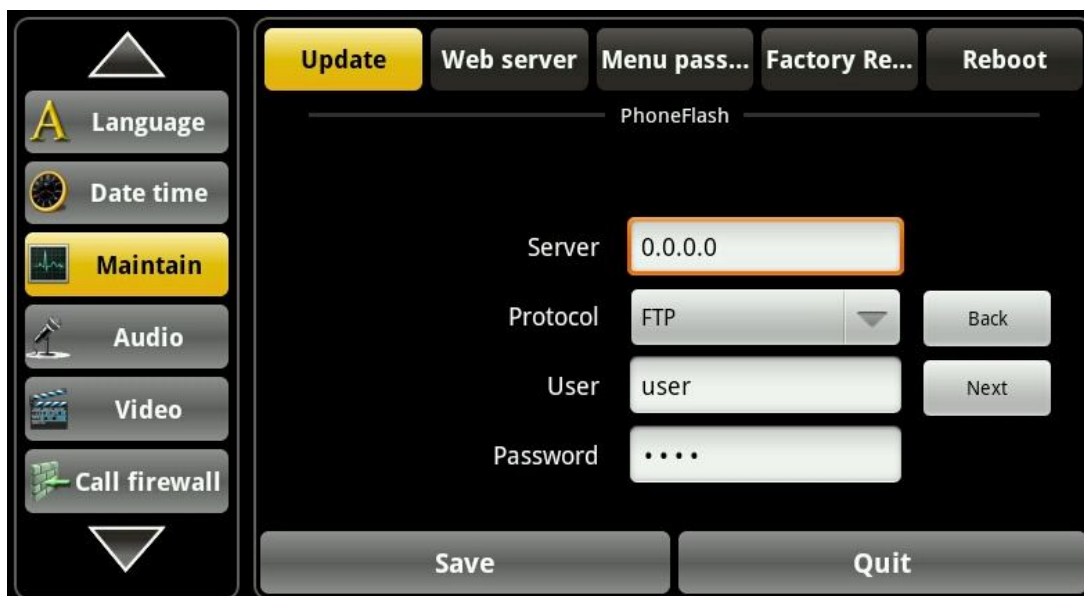 Update Web server Menu pass... Factory Re... Reboot
PhoneFlash
Language
Date time
Maintain
Audio
Video
Call firewall
Server 0.0.0.0
Protocol FTP Back
User user Next
Password ····
Save Quit